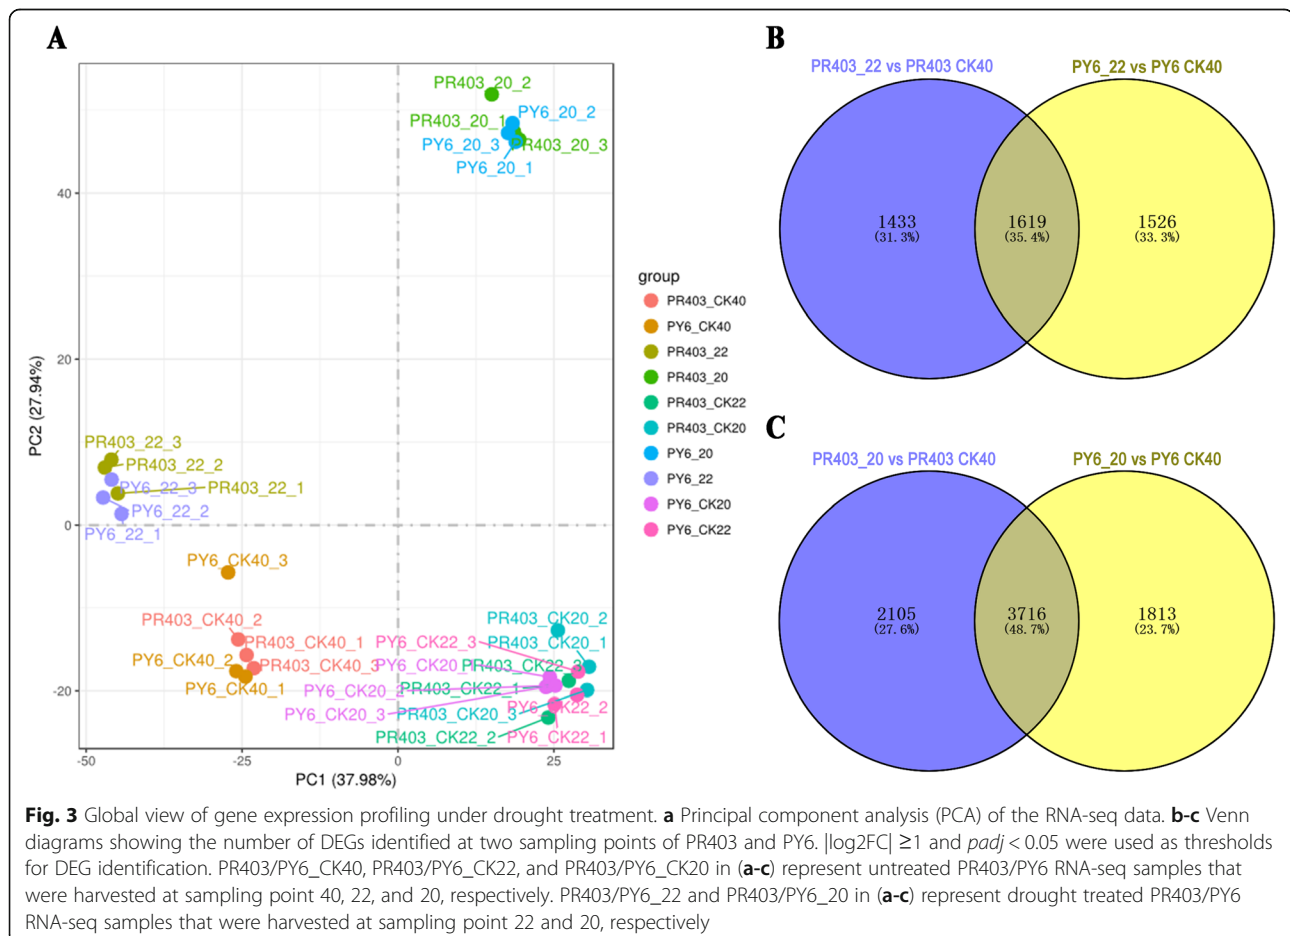 A
PR403_20_2
PY6_20_2
PR403_20_1
PY6_20_3
PR403_20_3
PY6_20_1
40
20
0
-20
PC2 (27.94%)
PR403_22_3
PR403_22_2
PY6_22_3
PR403_22_1
PY6_22_2
PY6_22_1
PY6_CK40_3
PR403_CK40_2
PR403_CK40_1
PY6_CK40_2
PR403_CK40_3
PY6_CK40_1
PR403_CK20_2
PY6_CK22_3
PR403_CK20_1
PY6_CK20_1
PR403_CK22_3
PY6_CK20_2
PR403_CK22_1
PY6_CK20_3
PR403_CK20_3
PY6_CK22_2
PR403_CK22_2
PY6_CK22_1
-50
-25
0
25
PC1 (37.98%)
group
PR403_CK40
PY6_CK40
PR403_22
PR403_20
PR403_CK22
PR403_CK20
PY6_20
PY6_22
PY6_CK20
PY6_CK22
B
PR403_22 vs PR403 CK40
PY6_22 vs PY6 CK40
1433
(31.3%)
1619
(35.4%)
1526
(33.3%)
C
PR403_20 vs PR403 CK40
PY6_20 vs PY6 CK40
2105
(27.6%)
3716
(48.7%)
1813
(23.7%)
Fig. 3 Global view of gene expression profiling under drought treatment. a Principal component analysis (PCA) of the RNA-seq data. b-c Venn
diagrams showing the number of DEGs identified at two sampling points of PR403 and PY6. |log2FC| ≥1 and padj < 0.05 were used as thresholds
for DEG identification. PR403/PY6_CK40, PR403/PY6_CK22, and PR403/PY6_CK20 in (a-c) represent untreated PR403/PY6 RNA-seq samples that
were harvested at sampling point 40, 22, and 20, respectively. PR403/PY6_22 and PR403/PY6_20 in (a-c) represent drought treated PR403/PY6
RNA-seq samples that were harvested at sampling point 22 and 20, respectively